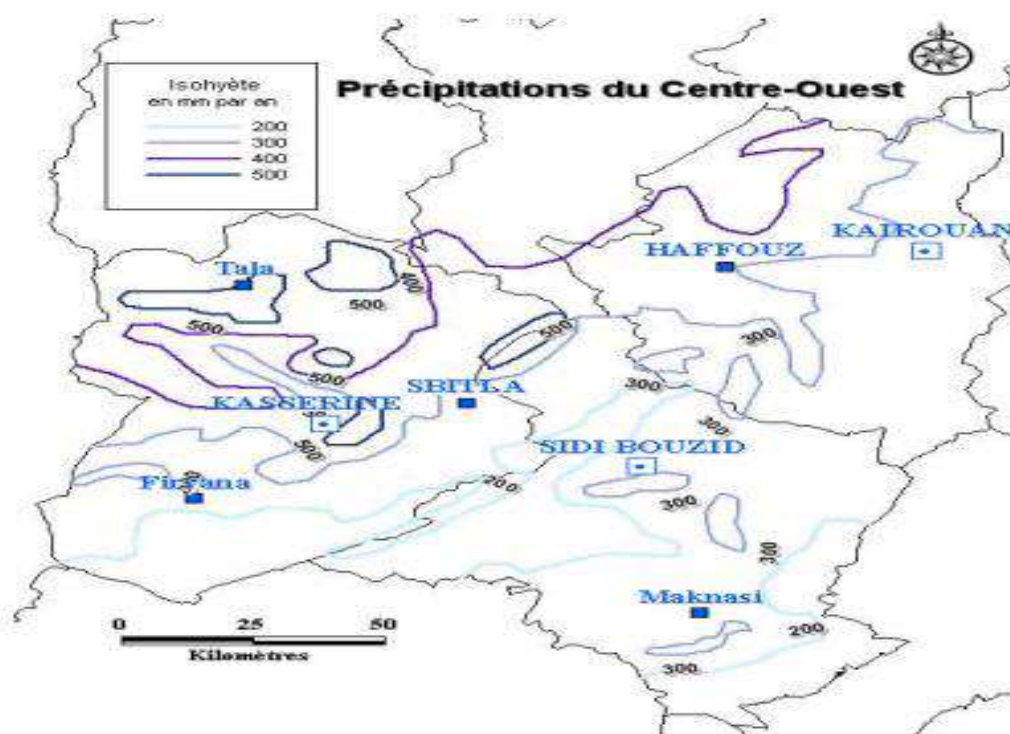 Précipitations du Centre-Ouest
Isohyète
en mm par an
200
300
400
500
KAIROUAN
HAFFOUZ
Tala
400
500
500
500
300
500
SBITLA
300
KASSERINE
300
500
SIDI BOUZID
200
300
300
Maknasi
200
300
0 25 50
Kilomètres